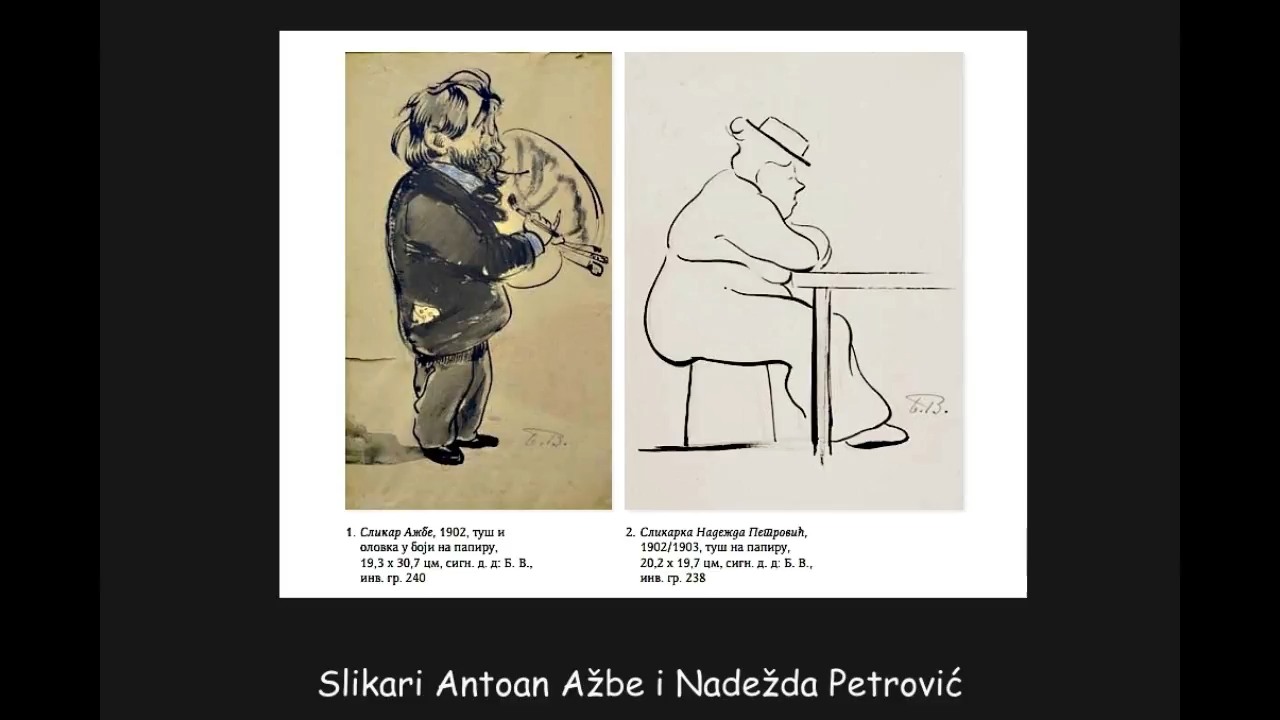 Б.В.
Б.В.
1. Сликар Ажбе, 1902, туш и
оловка у боји на папиру,
19,3 x 30,7 цм, сигн. д. д: Б. В.,
инв. гр. 240
2. Сликарка Надежда Петровић,
1902/1903, туш на папиру,
20,2 x 19,7 цм, сигн. д. д: Б. В.,
инв. гр. 238
Slikari Antoan Ažbe i Nadežda Petrović